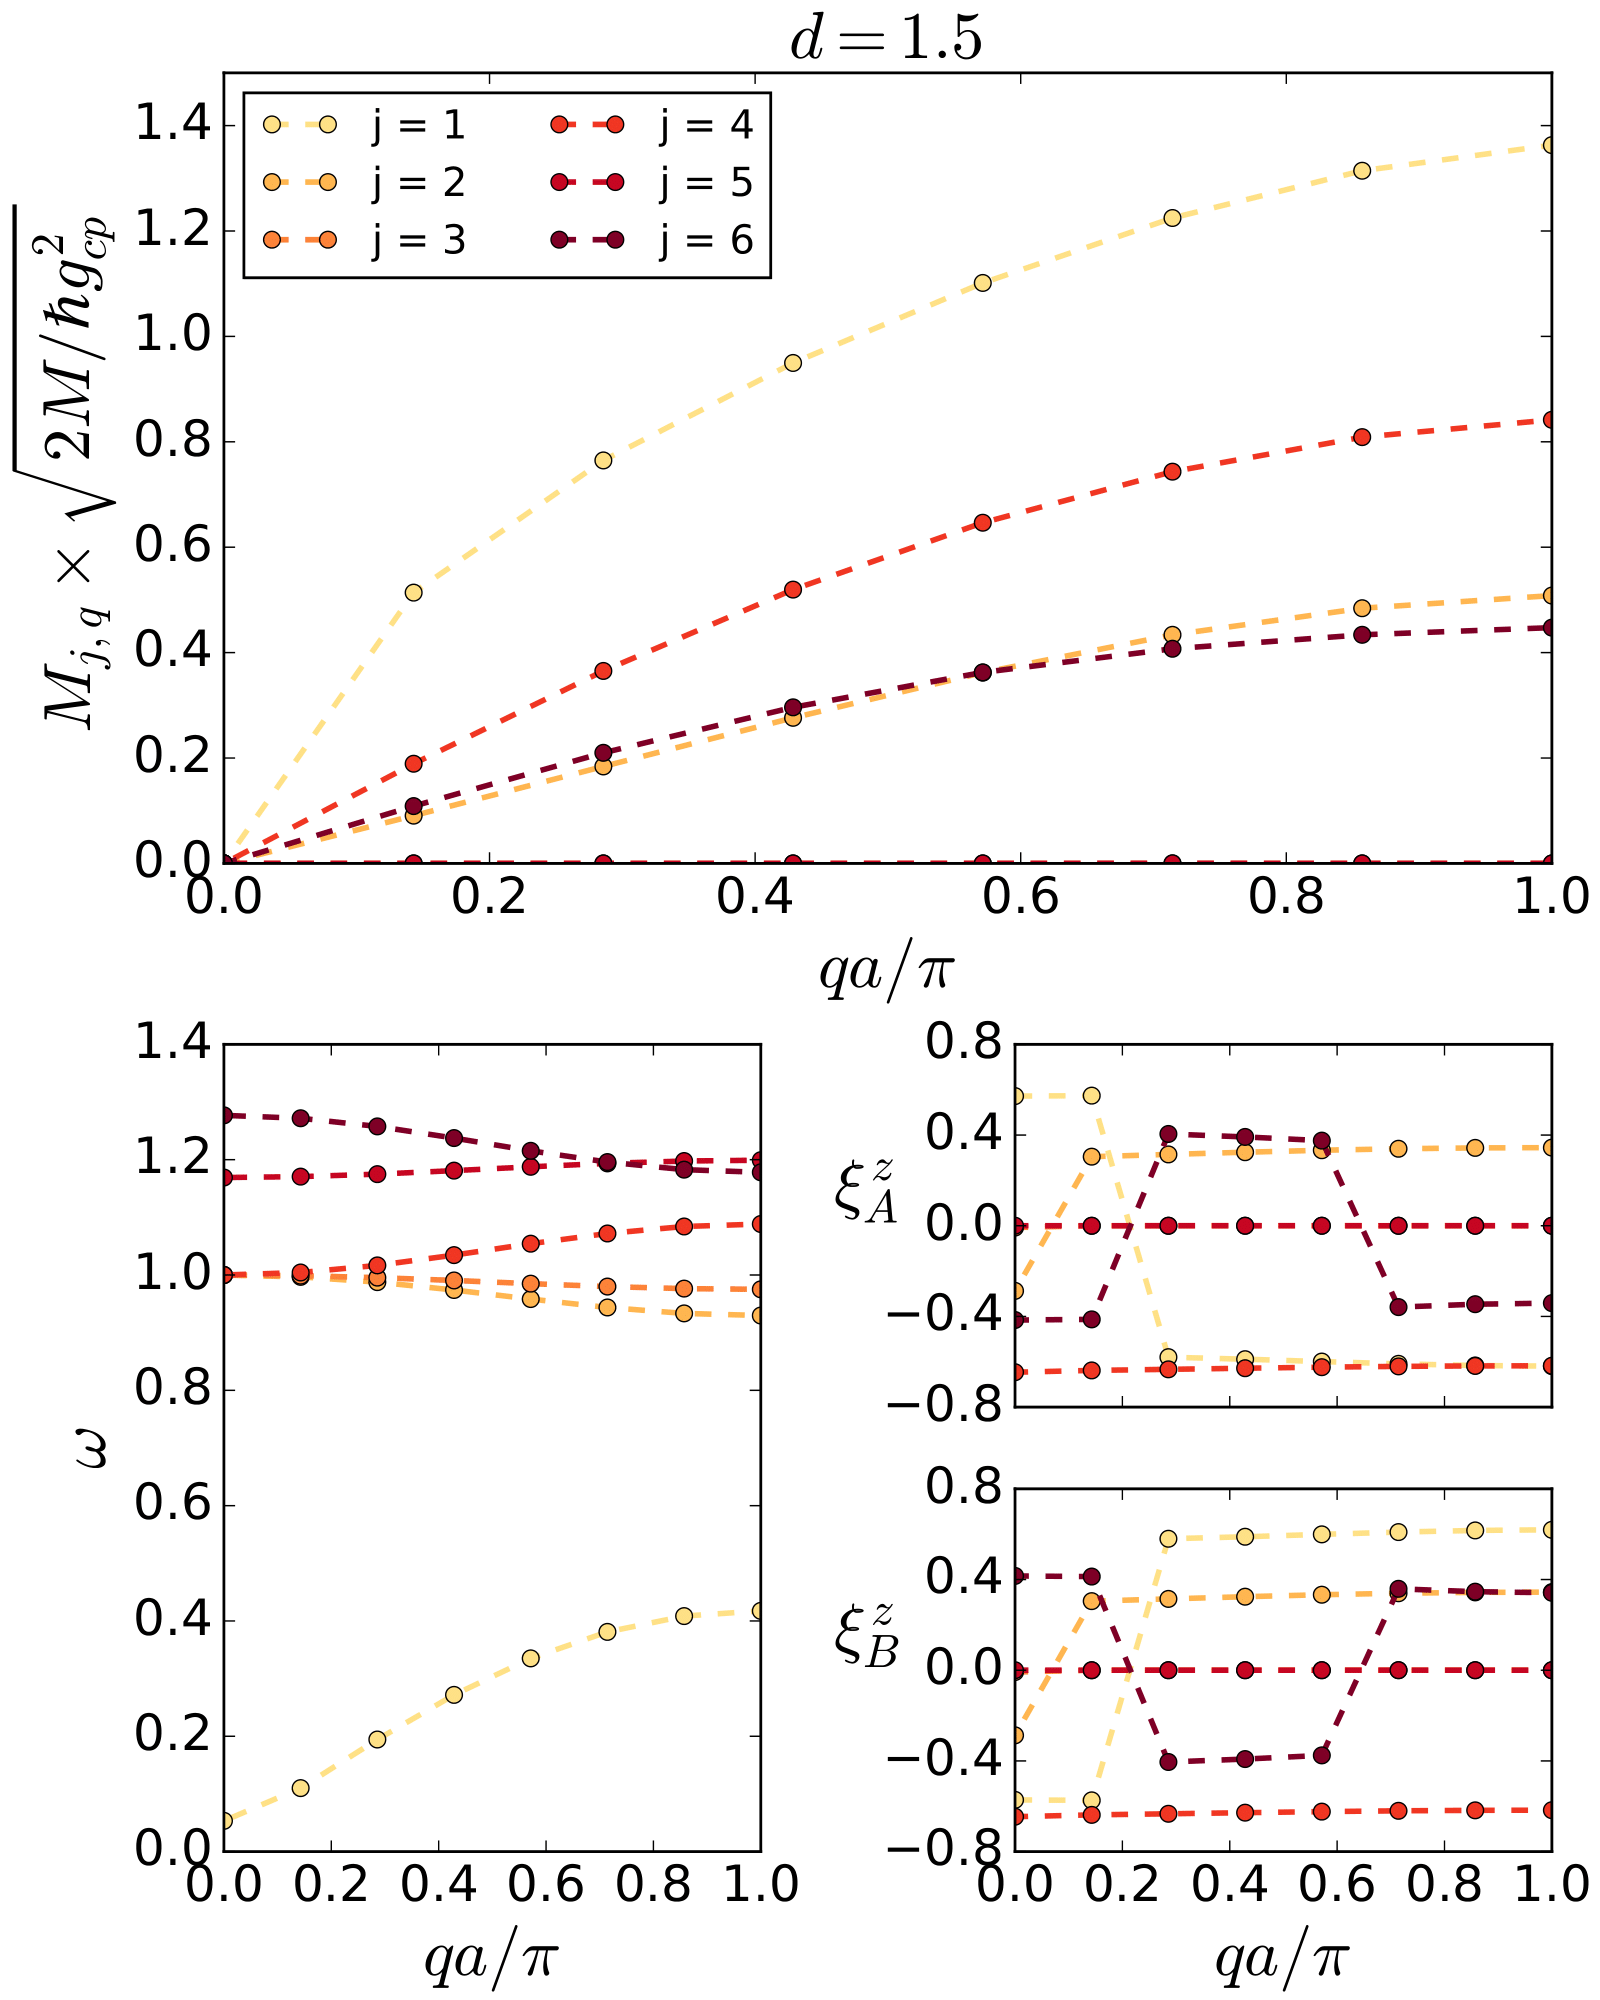 d = 1.5
M_{j,q} × √2M/ħg²_{cp}
1.4
1.2
1.0
0.8
0.6
0.4
0.2
0.0
j = 1
j = 2
j = 3
j = 4
j = 5
j = 6
0.0 0.2 0.4 0.6 0.8 1.0
qa/π
ω
1.4
1.2
1.0
0.8
0.6
0.4
0.2
0.0
0.0 0.2 0.4 0.6 0.8 1.0
qa/π
ξ^z_A
0.8
0.4
0.0
−0.4
−0.8
ξ^z_B
0.8
0.4
0.0
−0.4
−0.8
0.0 0.2 0.4 0.6 0.8 1.0
qa/π